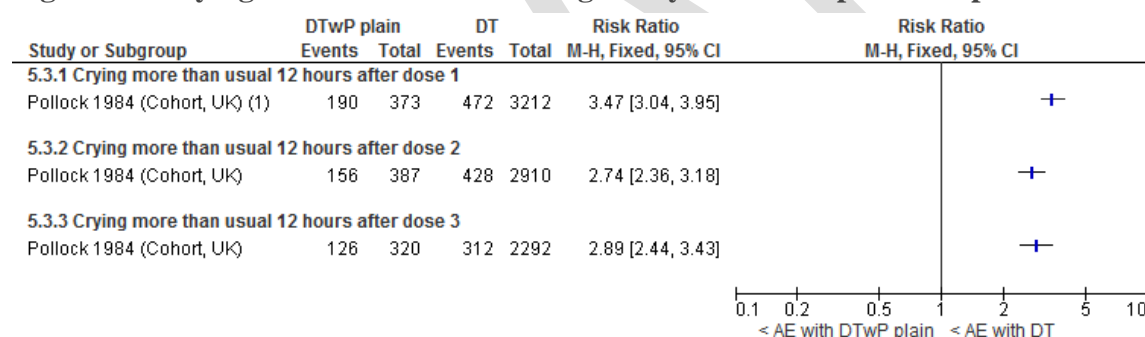 DTwP plain DT Risk Ratio Risk Ratio
Study or Subgroup Events Total Events Total M-H, Fixed, 95% CI M-H, Fixed, 95% CI
5.3.1 Crying more than usual 12 hours after dose 1
Pollock 1984 (Cohort, UK) (1) 190 373 472 3212 3.47 [3.04, 3.95]
5.3.2 Crying more than usual 12 hours after dose 2
Pollock 1984 (Cohort, UK) 156 387 428 2910 2.74 [2.36, 3.18]
5.3.3 Crying more than usual 12 hours after dose 3
Pollock 1984 (Cohort, UK) 126 320 312 2292 2.89 [2.44, 3.43]
0.1 0.2 0.5 1 2 5 10
< AE with DTwP plain < AE with DT